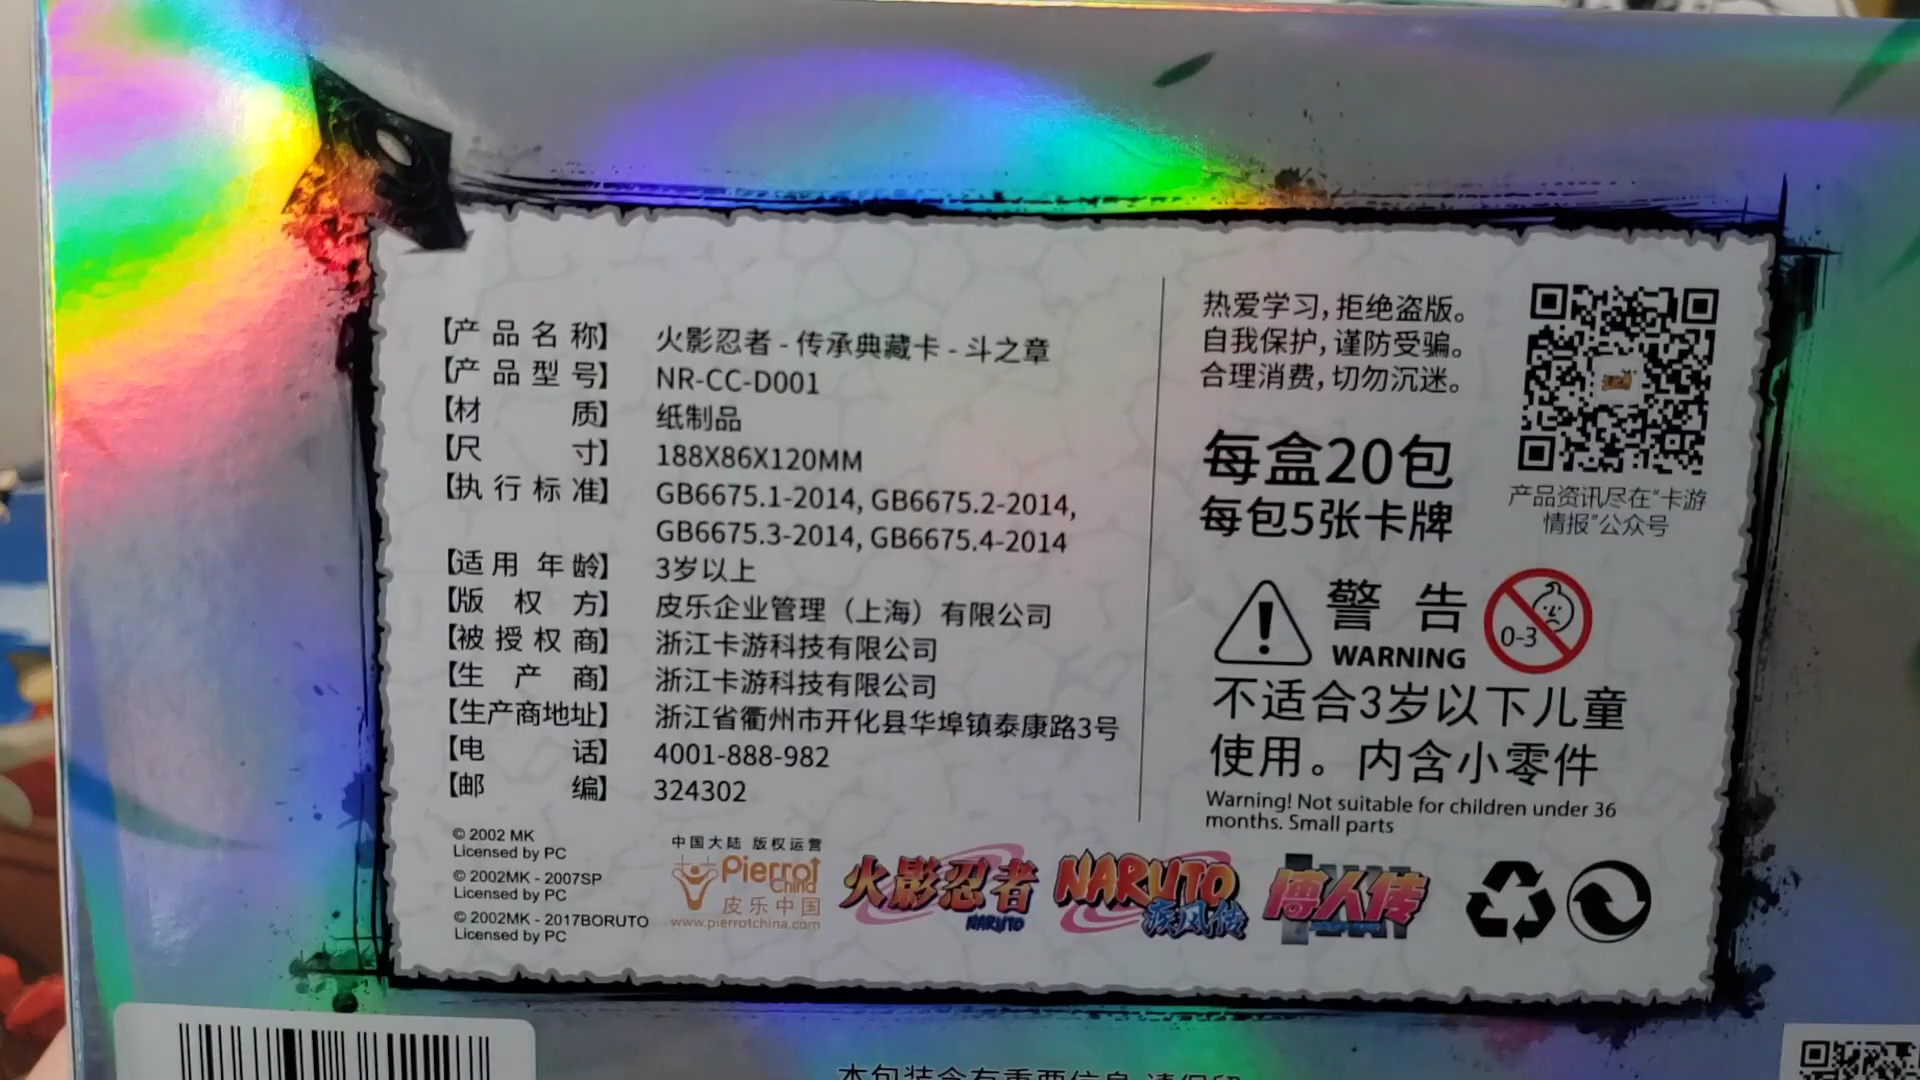 【产品名称】 火影忍者 - 传承典藏卡 - 斗之章
【产品型号】 NR-CC-D001
【材质】 纸制品
【尺寸】 188X86X120MM
【执行标准】 GB6675.1-2014, GB6675.2-2014,
GB6675.3-2014, GB6675.4-2014
【适用年龄】 3岁以上
【版权方】 皮乐企业管理（上海）有限公司
【被授权商】 浙江卡游科技有限公司
【生产商】 浙江卡游科技有限公司
【生产商地址】 浙江省衢州市开化县华埠镇泰康路3号
【电话】 4001-888-982
【邮编】 324302
© 2002 MK
Licensed by PC
© 2002MK - 2007SP
Licensed by PC
© 2002MK - 2017BORUTO
Licensed by PC
中国大陆 版权运营
Pierrot
China
皮乐中国
www.pierrotchina.com
火影忍者
NARUTO
NARUTO
疾风传
博人传
热爱学习，拒绝盗版。
自我保护，谨防受骗。
合理消费，切勿沉迷。
每盒20包
每包5张卡牌
产品资讯尽在“卡游
情报”公众号
警告
WARNING
0-3
不适合3岁以下儿童
使用。内含小零件
Warning! Not suitable for children under 36
months. Small parts
本包装含有重要信息，请保留